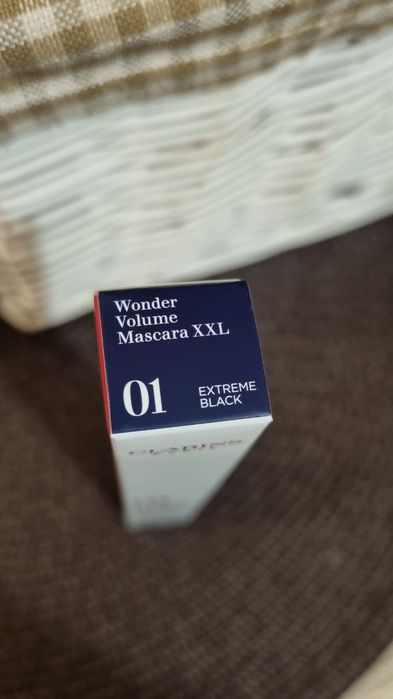 Wonder
Volume
Mascara XXL
01
EXTREME
BLACK